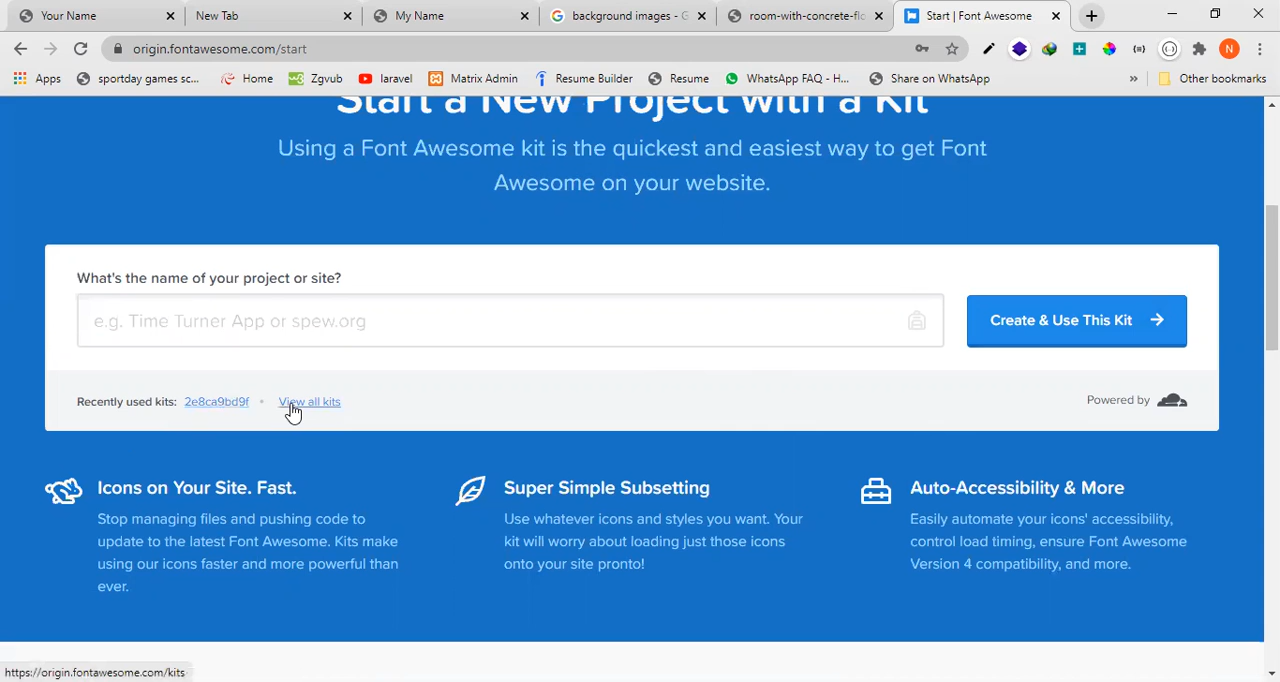 Your Name
New Tab
My Name
background images - G
room-with-concrete-flo
Start | Font Awesome
origin.fontawesome.com/start
N
Apps
sportday games sc...
Home
Zgvub
laravel
Matrix Admin
Resume Builder
Resume
WhatsApp FAQ - H...
Share on WhatsApp
»
Other bookmarks
Start a New Project with a Kit
Using a Font Awesome kit is the quickest and easiest way to get Font
Awesome on your website.
What's the name of your project or site?
e.g. Time Turner App or spew.org
Create & Use This Kit
Recently used kits: 2e8ca9bd9f • View all kits
Powered by
Icons on Your Site. Fast.
Stop managing files and pushing code to
update to the latest Font Awesome. Kits make
using our icons faster and more powerful than
ever.
Super Simple Subsetting
Use whatever icons and styles you want. Your
kit will worry about loading just those icons
onto your site pronto!
Auto-Accessibility & More
Easily automate your icons' accessibility,
control load timing, ensure Font Awesome
Version 4 compatibility, and more.
https://origin.fontawesome.com/kits